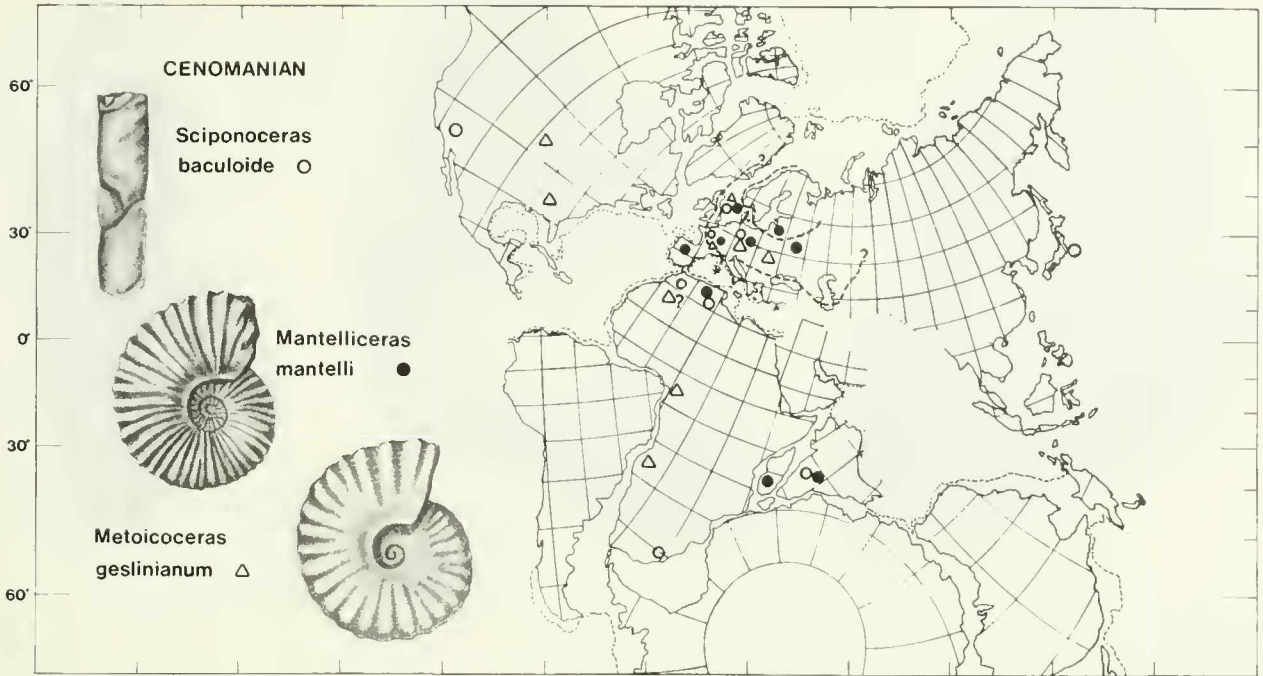 CENOMANIAN
60°
Sciponoceras
baculoide ○
30°
0°
Mantelliceras
mantelli ●
30°
Metoicoceras
geslinianum △
60°
?
?
?